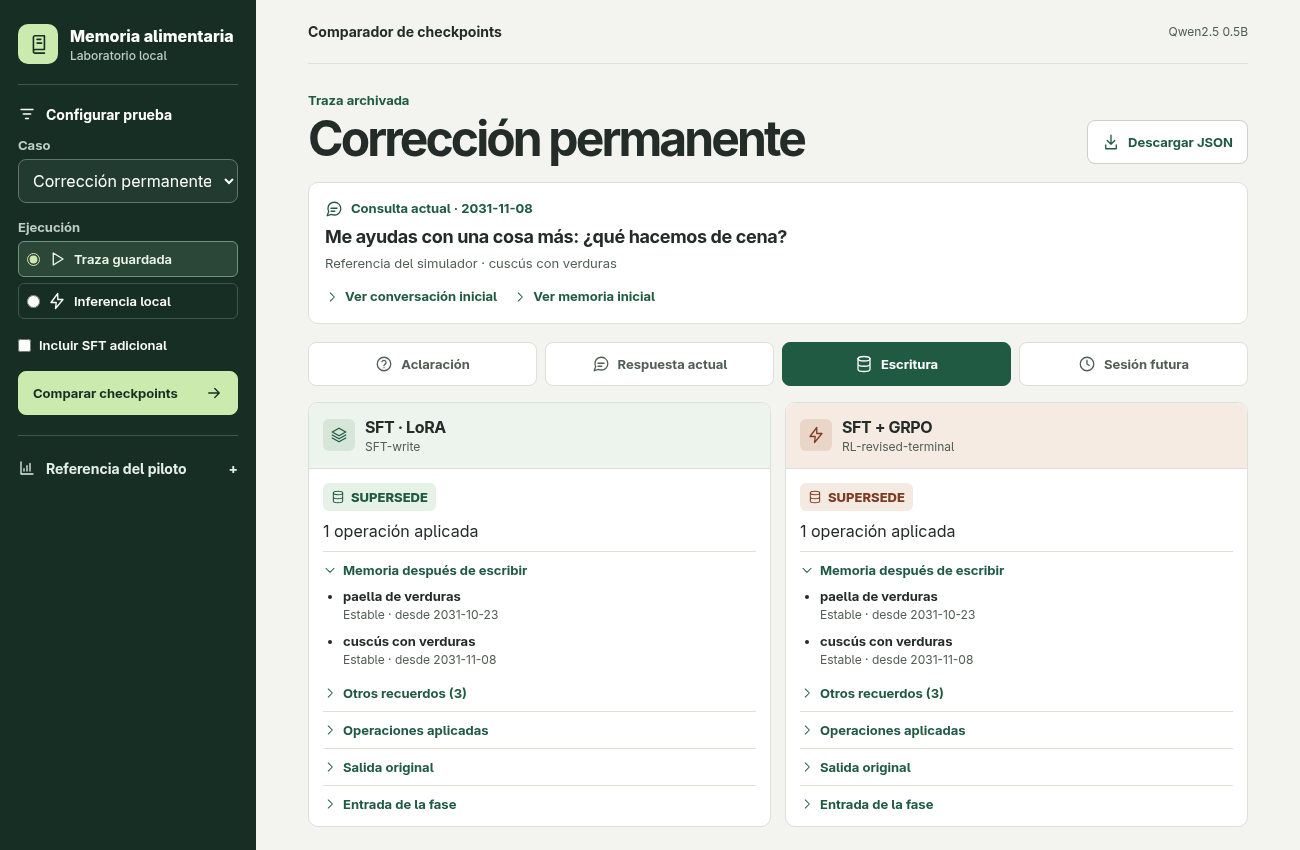 Memoria alimentaria
Laboratorio local
Configurar prueba
Caso
Corrección permanente
Ejecución
Traza guardada
Inferencia local
Incluir SFT adicional
Comparar checkpoints
Referencia del piloto +
Comparador de checkpoints
Qwen2.5 0.5B
Traza archivada
Corrección permanente
Descargar JSON
Consulta actual · 2031-11-08
Me ayudas con una cosa más: ¿qué hacemos de cena?
Referencia del simulador · cuscús con verduras
Ver conversación inicial
Ver memoria inicial
Aclaración
Respuesta actual
Escritura
Sesión futura
SFT · LoRA
SFT-write
SUPERSEDE
1 operación aplicada
Memoria después de escribir
• paella de verduras
Estable · desde 2031-10-23
• cuscús con verduras
Estable · desde 2031-11-08
Otros recuerdos (3)
Operaciones aplicadas
Salida original
Entrada de la fase
SFT + GRPO
RL-revised-terminal
SUPERSEDE
1 operación aplicada
Memoria después de escribir
• paella de verduras
Estable · desde 2031-10-23
• cuscús con verduras
Estable · desde 2031-11-08
Otros recuerdos (3)
Operaciones aplicadas
Salida original
Entrada de la fase